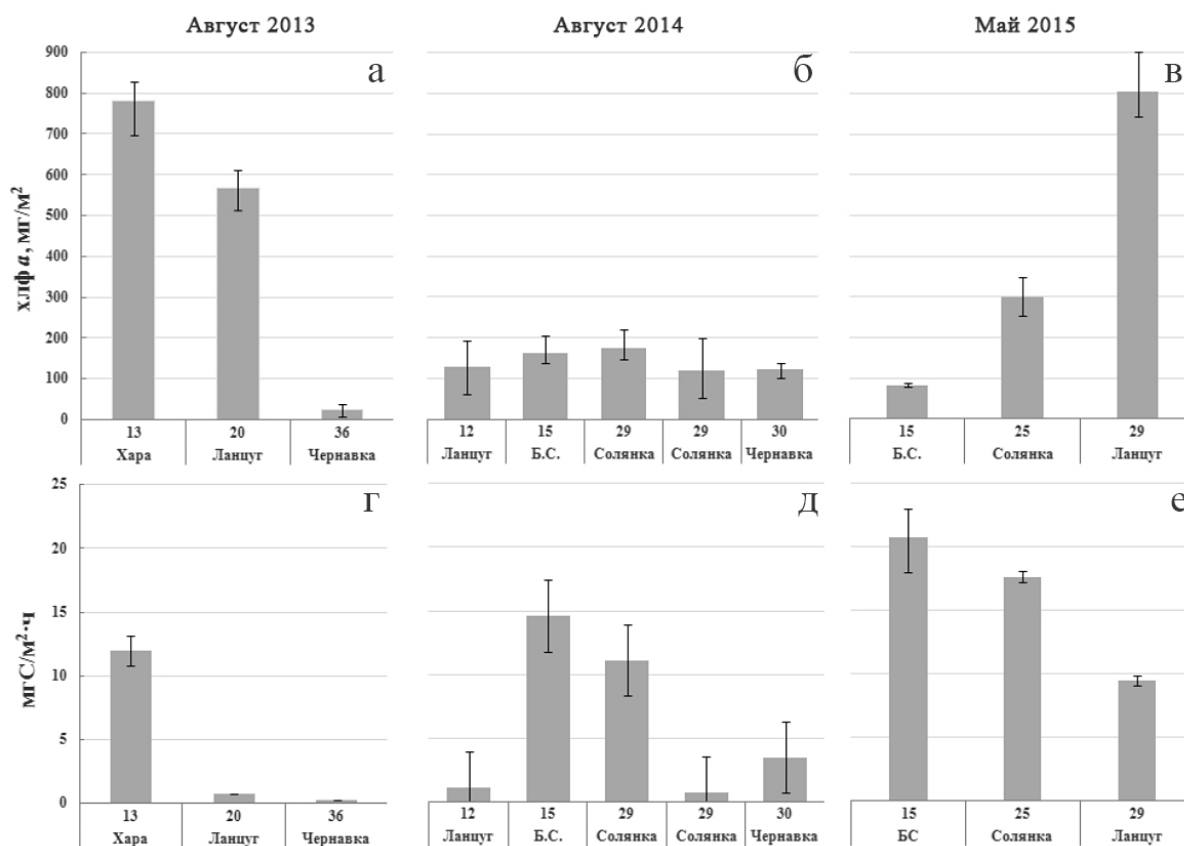 Август 2013 Август 2014 Май 2015
900 а б в
800
700
600
500
400
300
200
100
0
ХЛФ a, мг/м²
13 20 36 12 15 29 29 30 15 25 29
Хара Ланцуг Чернавка Ланцуг Б.С. Солянка Солянка Чернавка Б.С. Солянка Ланцуг
25 г д е
20
15
10
5
0
мгС/м²·ч
13 20 36 12 15 29 29 30 15 25 29
Хара Ланцуг Чернавка Ланцуг Б.С. Солянка Солянка Чернавка БС Солянка Ланцуг